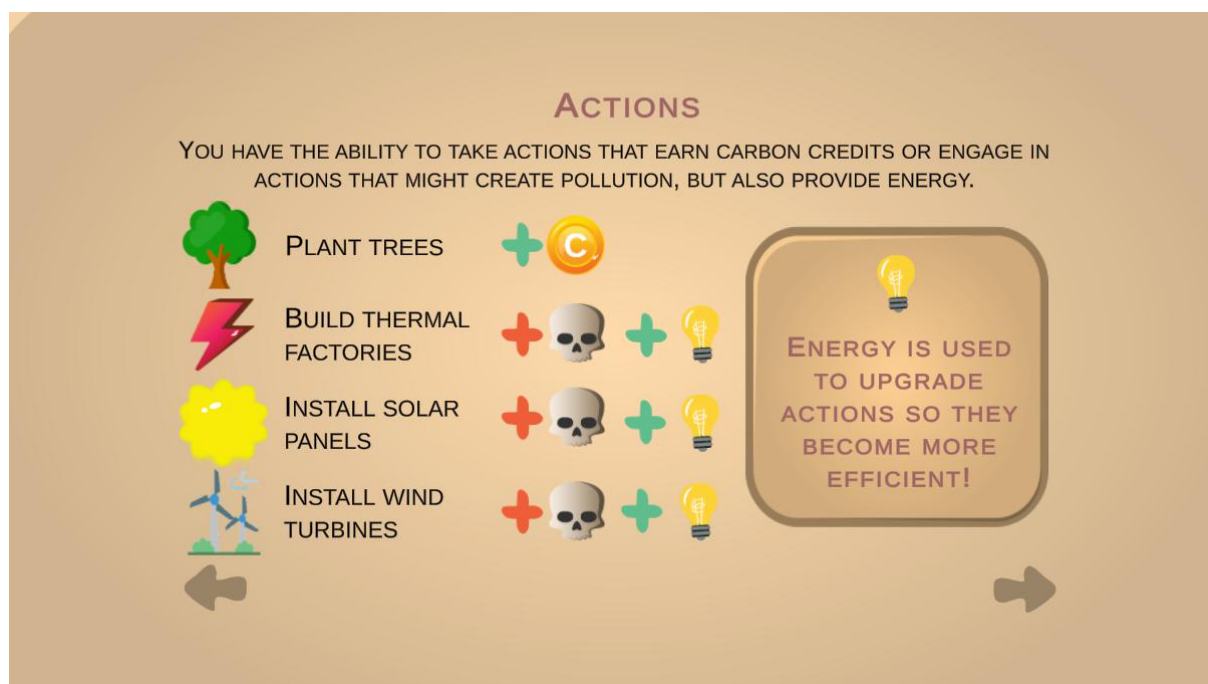 Actions
You have the ability to take actions that earn carbon credits or engage in
actions that might create pollution, but also provide energy.
Plant trees
C
Build thermal
factories
Install solar
panels
Install wind
turbines
Energy is used
to upgrade
actions so they
become more
efficient!